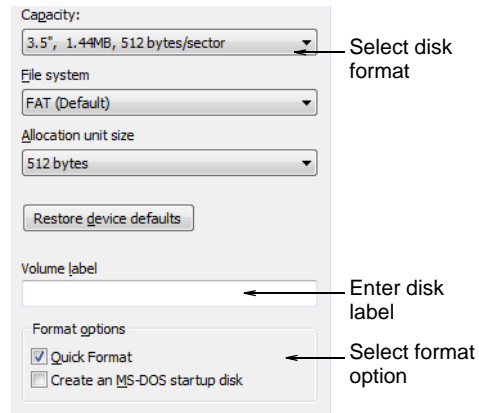 Capacity:
3.5", 1.44MB, 512 bytes/sector
Select disk
format
File system
FAT (Default)
Allocation unit size
512 bytes
Restore device defaults
Volume label
Enter disk
label
Format options
Quick Format
Create an MS-DOS startup disk
Select format
option